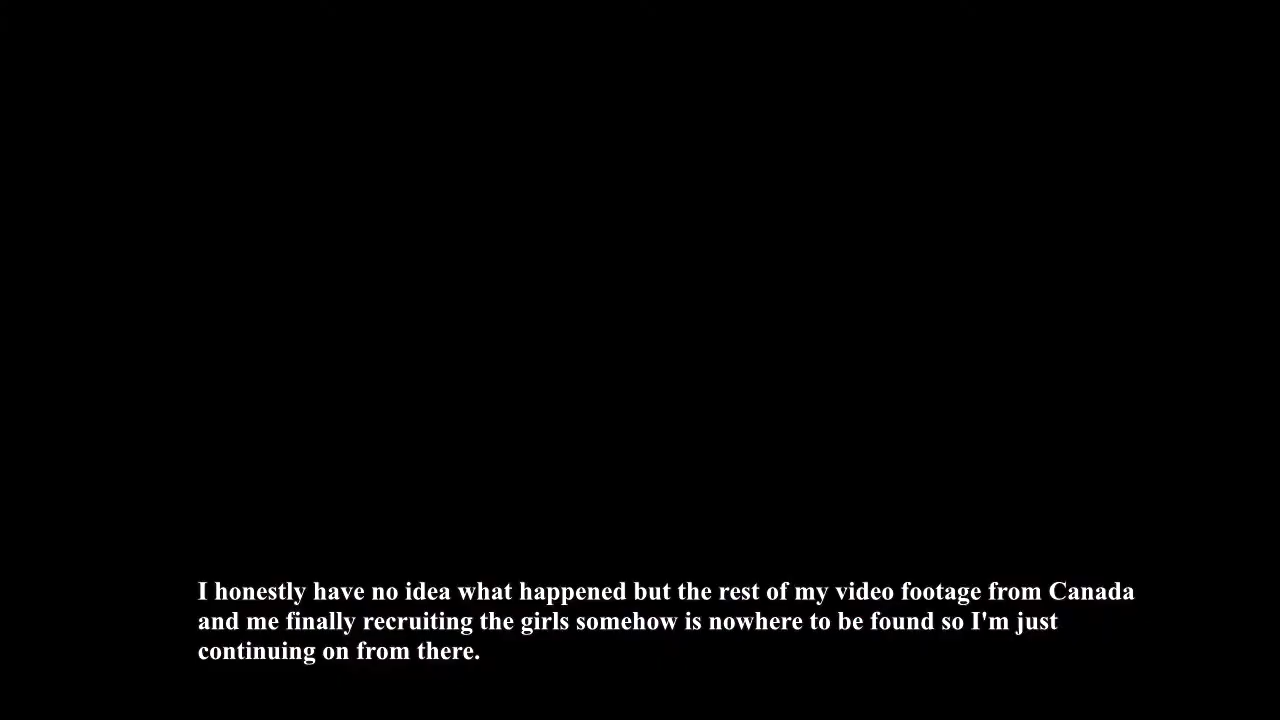 I honestly have no idea what happened but the rest of my video footage from Canada
and me finally recruiting the girls somehow is nowhere to be found so I'm just
continuing on from there.